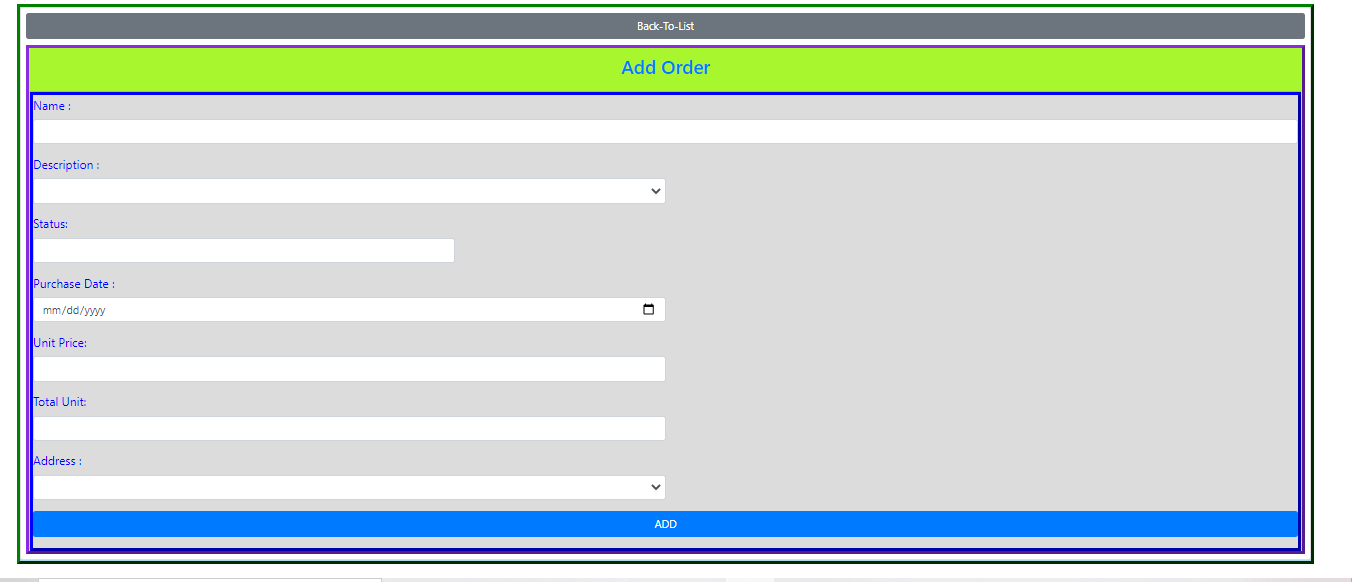 Back-To-List
Add Order
Name :
Description :
Status:
Purchase Date :
mm/dd/yyyy
Unit Price:
Total Unit:
Address :
ADD